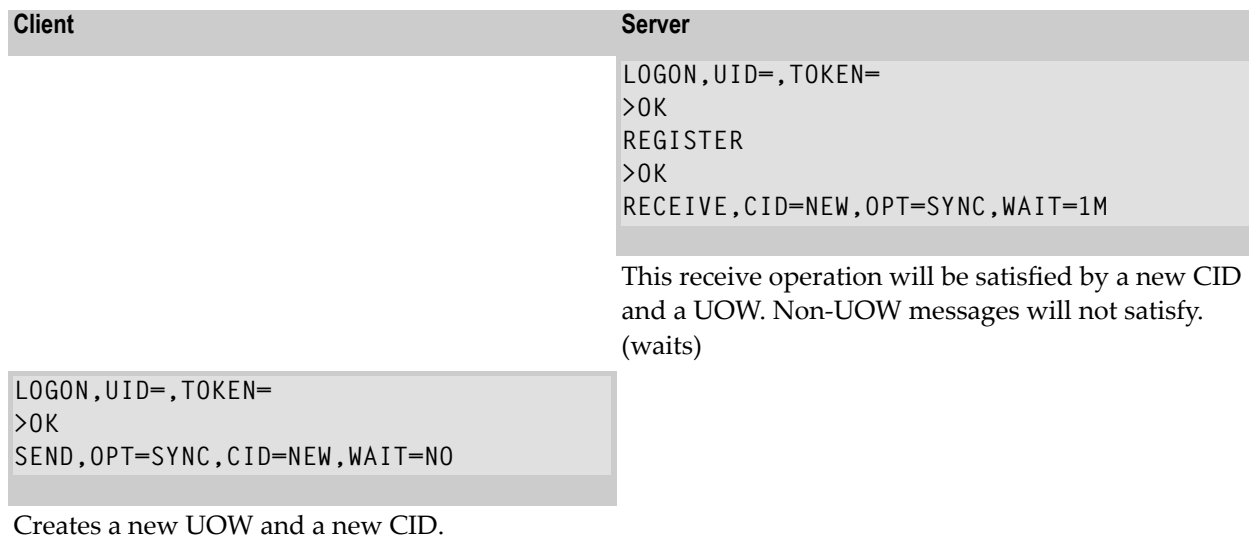 Client
Server
LOGON,UID=,TOKEN=
>OK
REGISTER
>OK
RECEIVE,CID=NEW,OPT=SYNC,WAIT=1M
This receive operation will be satisfied by a new CID
and a UOW. Non-UOW messages will not satisfy.
(waits)
LOGON,UID=,TOKEN=
>OK
SEND,OPT=SYNC,CID=NEW,WAIT=NO
Creates a new UOW and a new CID.